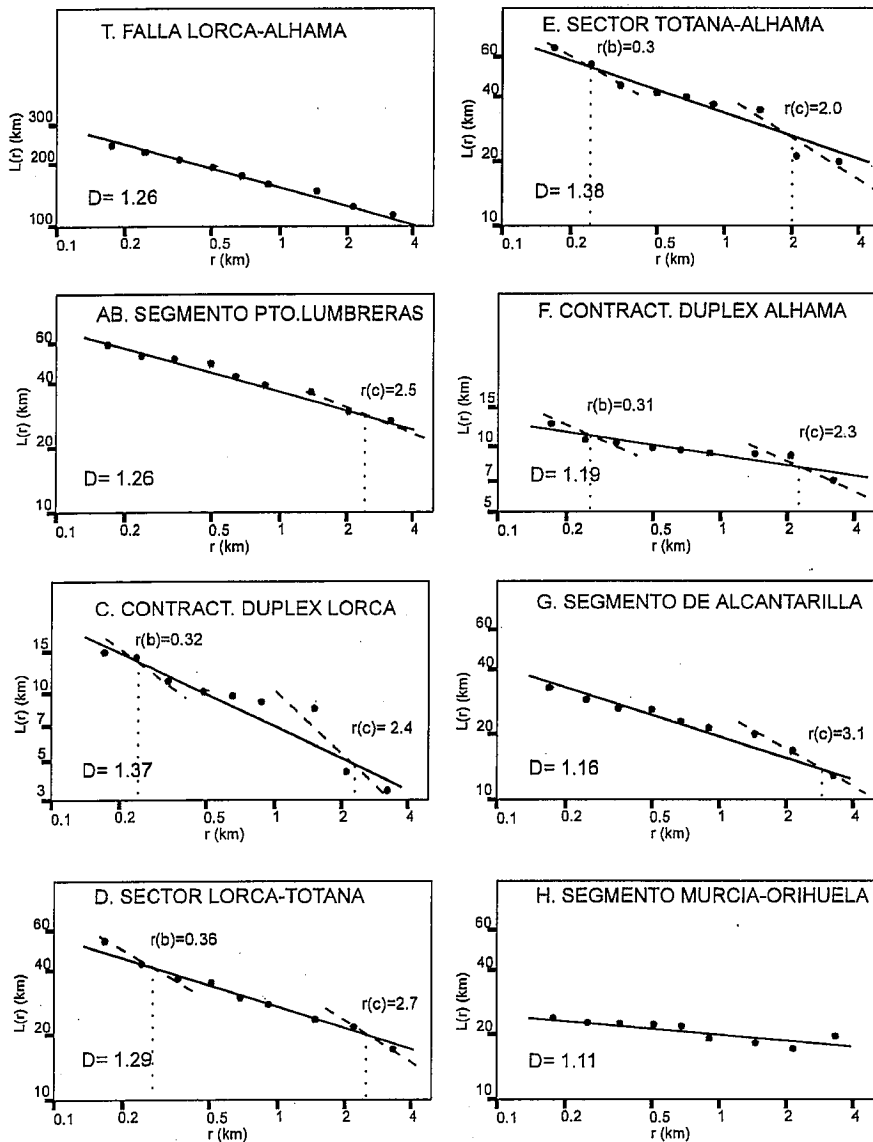 T. FALLA LORCA-ALHAMA
L(r) (km)
300
200
100
D= 1.26
0.1 0.2 0.5 1 2 4
r (km)
AB. SEGMENTO PTO.LUMBRERAS
L(r) (km)
60
40
20
10
r(c)=2.5
D= 1.26
0.1 0.2 0.5 1 2 4
r (km)
C. CONTRACT. DUPLEX LORCA
L(r) (km)
15
10
7
5
3
r(b)=0.32
r(c)= 2.4
D= 1.37
0.1 0.2 0.5 1 2 4
r (km)
D. SECTOR LORCA-TOTANA
L(r) (km)
60
40
20
10
r(b)=0.36
r(c)=2.7
D= 1.29
0.1 0.2 0.5 1 2 4
r (km)
E. SECTOR TOTANA-ALHAMA
L(r) (km)
60
40
20
10
r(b)=0.3
r(c)=2.0
D= 1.38
0.1 0.2 0.5 1 2 4
r (km)
F. CONTRACT. DUPLEX ALHAMA
L(r) (km)
15
10
7
5
r(b)=0.31
r(c)=2.3
D= 1.19
0.1 0.2 0.5 1 2 4
r (km)
G. SEGMENTO DE ALCANTARILLA
L(r) (km)
60
40
20
10
r(c)=3.1
D= 1.16
0.1 0.2 0.5 1 2 4
r (km)
H. SEGMENTO MURCIA-ORIHUELA
L(r) (km)
60
40
20
10
D= 1.11
0.1 0.2 0.5 1 2 4
r (km)